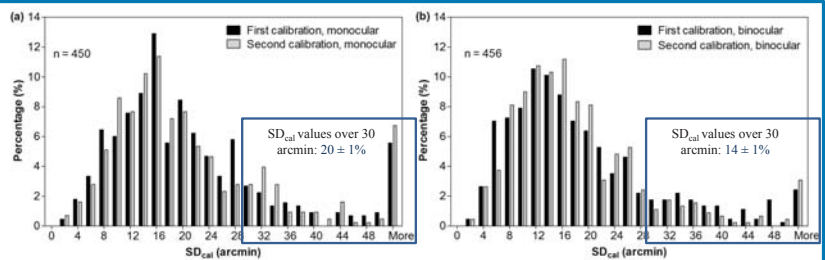 (a)
First calibration, monocular
Second calibration, monocular
n = 450
Percentage (%)
14
12
10
8
6
4
2
0
SDcal values over 30
arcmin: 20 ± 1%
0 4 8 12 16 20 24 28 32 36 40 44 48 More
SDcal (arcmin)
(b)
First calibration, binocular
Second calibration, binocular
n = 456
Percentage (%)
14
12
10
8
6
4
2
0
SDcal values over 30
arcmin: 14 ± 1%
0 4 8 12 16 20 24 28 32 36 40 44 48 More
SDcal (arcmin)